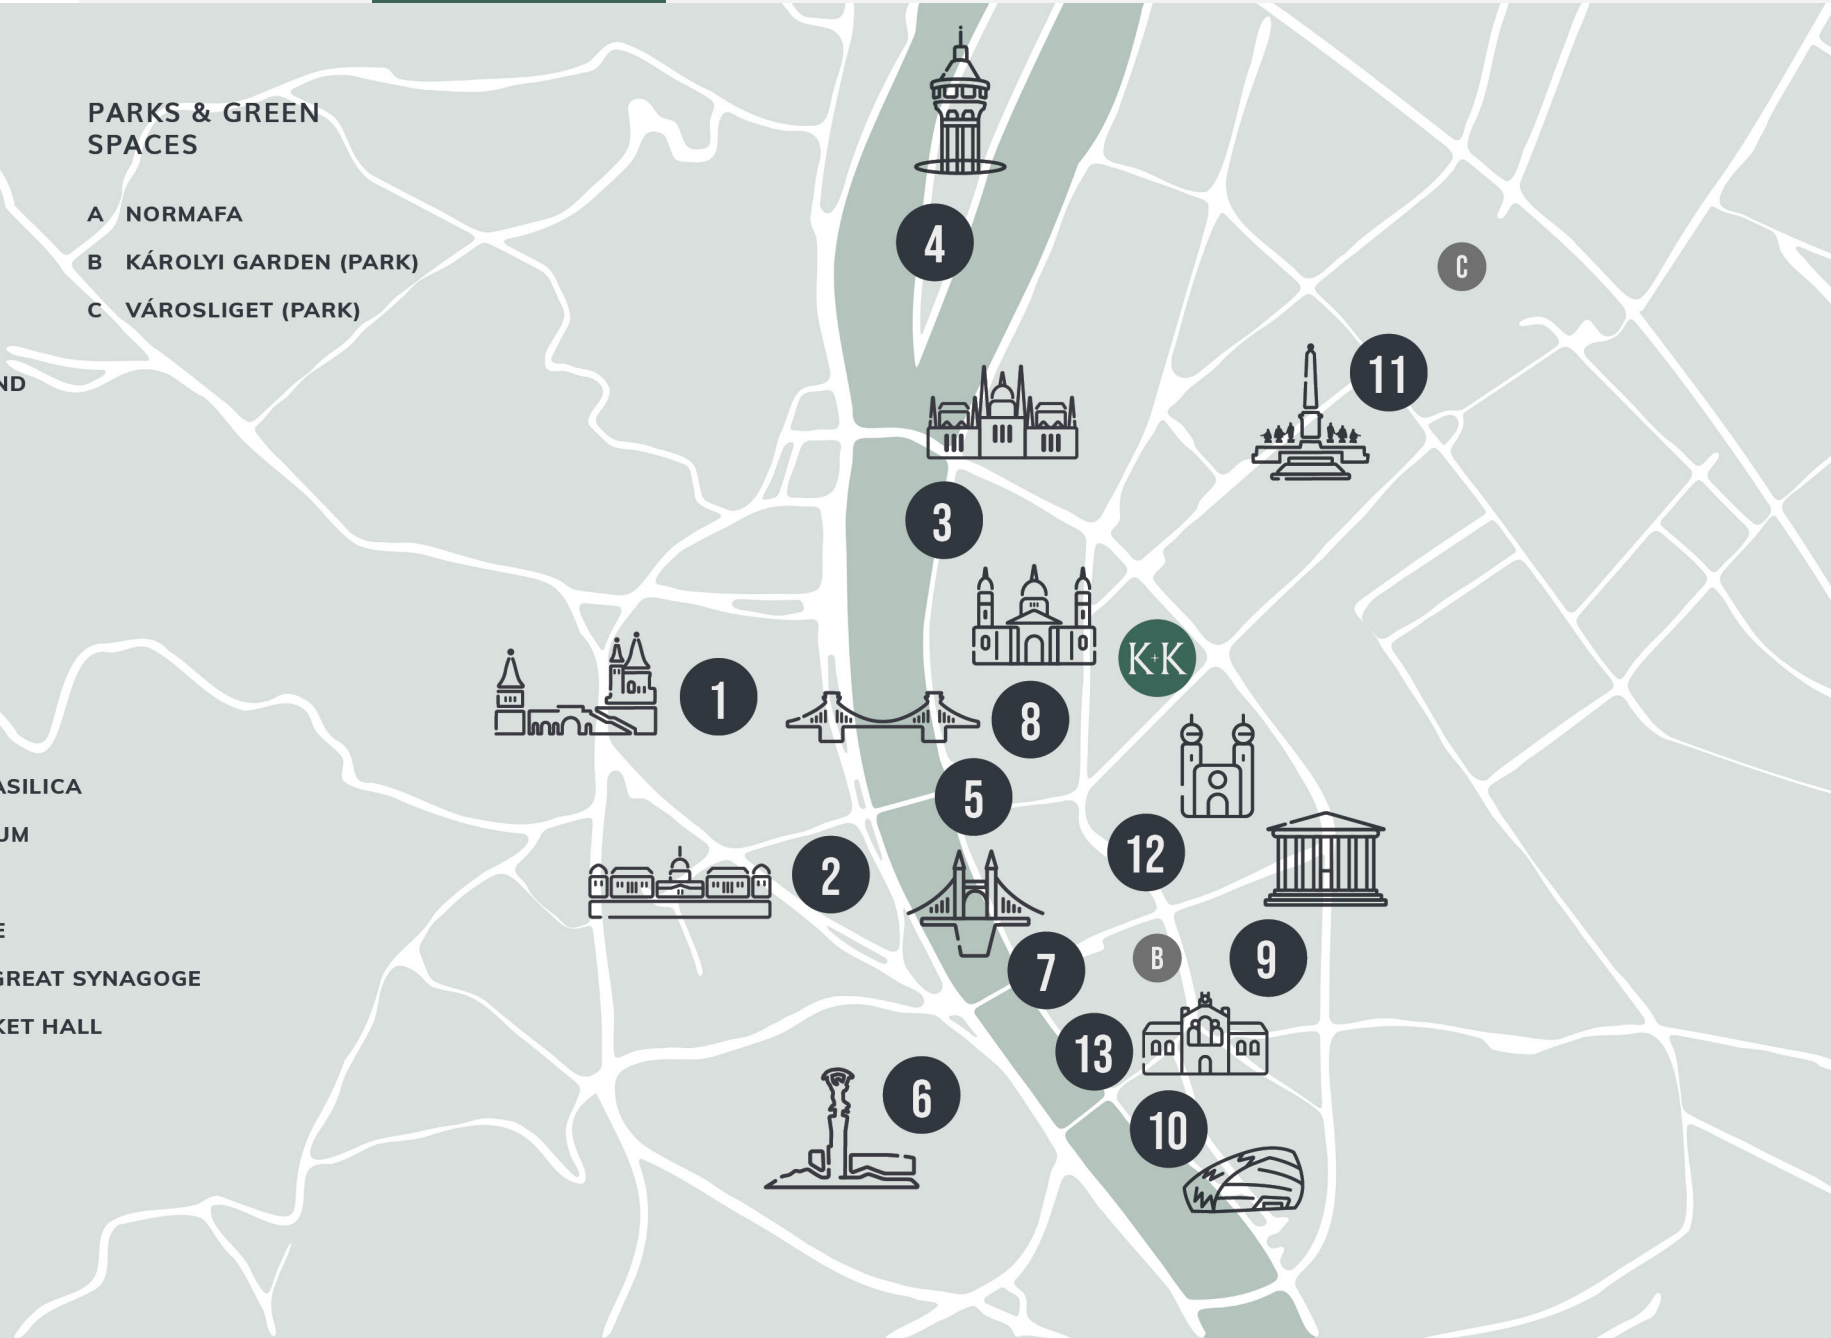 PARKS & GREEN
SPACES
A NORMAFA
B KÁROLYI GARDEN (PARK)
C VÁROSLIGET (PARK)
ND
ASILICA
UM
E
GREAT SYNAGOGE
KET HALL
4
C
11
3
K+K
1
8
5
12
2
B
9
7
13
6
10